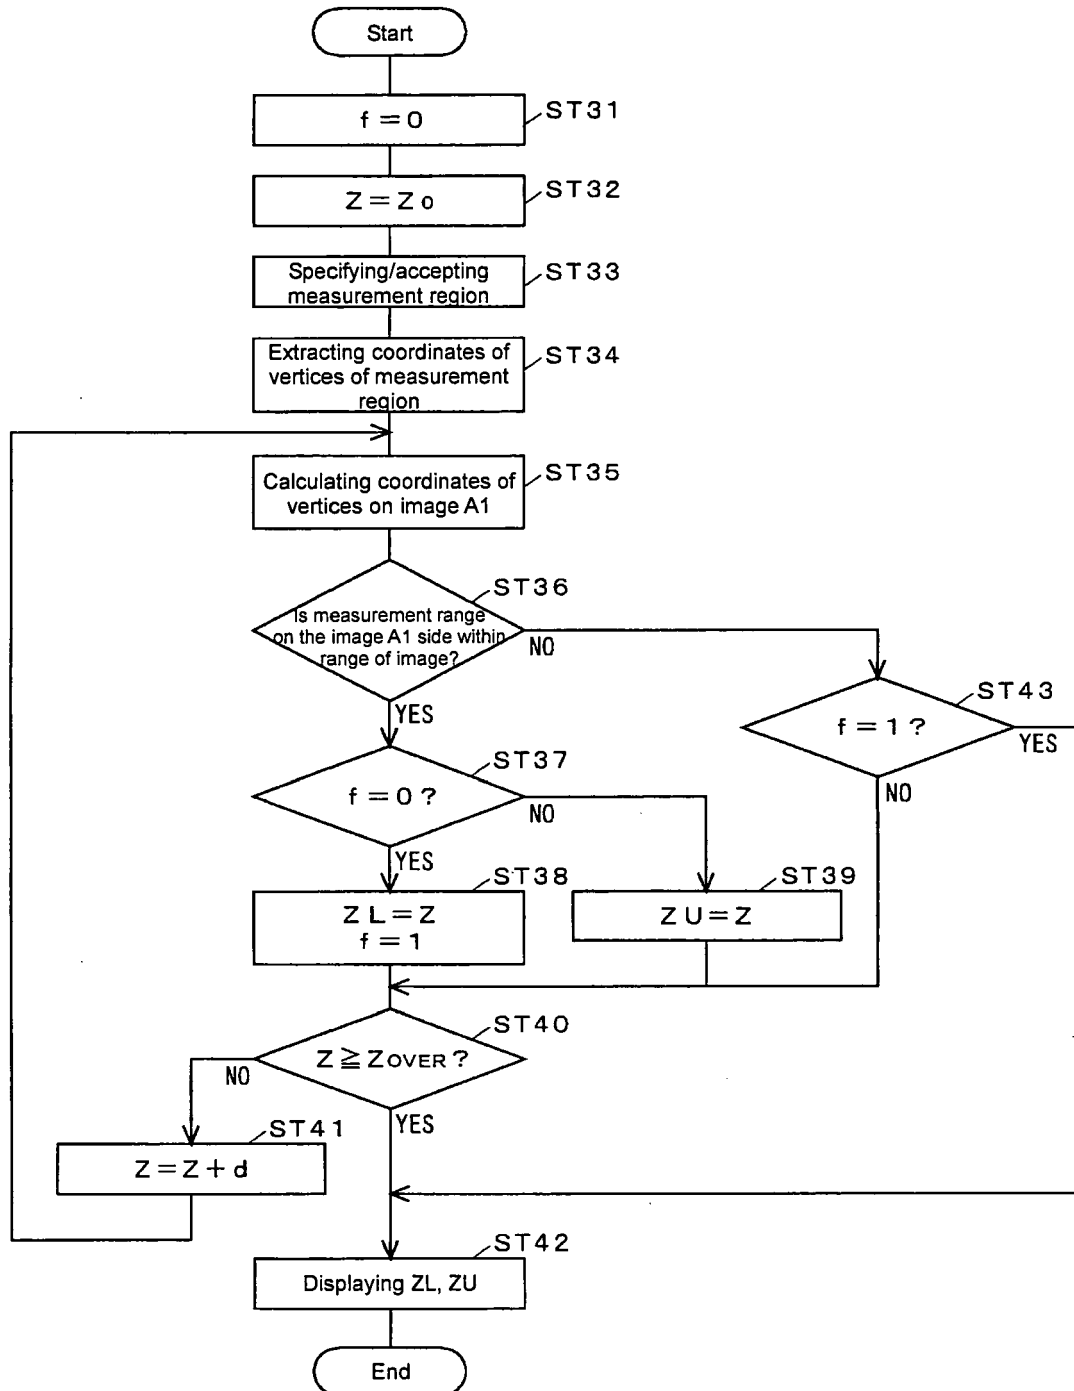 Start
f = 0
ST31
Z = Zo
ST32
Specifying/accepting
measurement region
ST33
Extracting coordinates of
vertices of measurement
region
ST34
Calculating coordinates of
vertices on image A1
ST35
Is measurement range
on the image A1 side within
range of image?
ST36
NO
YES
f = 1 ?
ST43
YES
NO
f = 0 ?
ST37
NO
YES
ZL = Z
f = 1
ST38
ZU = Z
ST39
Z ≧ ZOVER ?
ST40
NO
YES
Z = Z + d
ST41
Displaying ZL, ZU
ST42
End